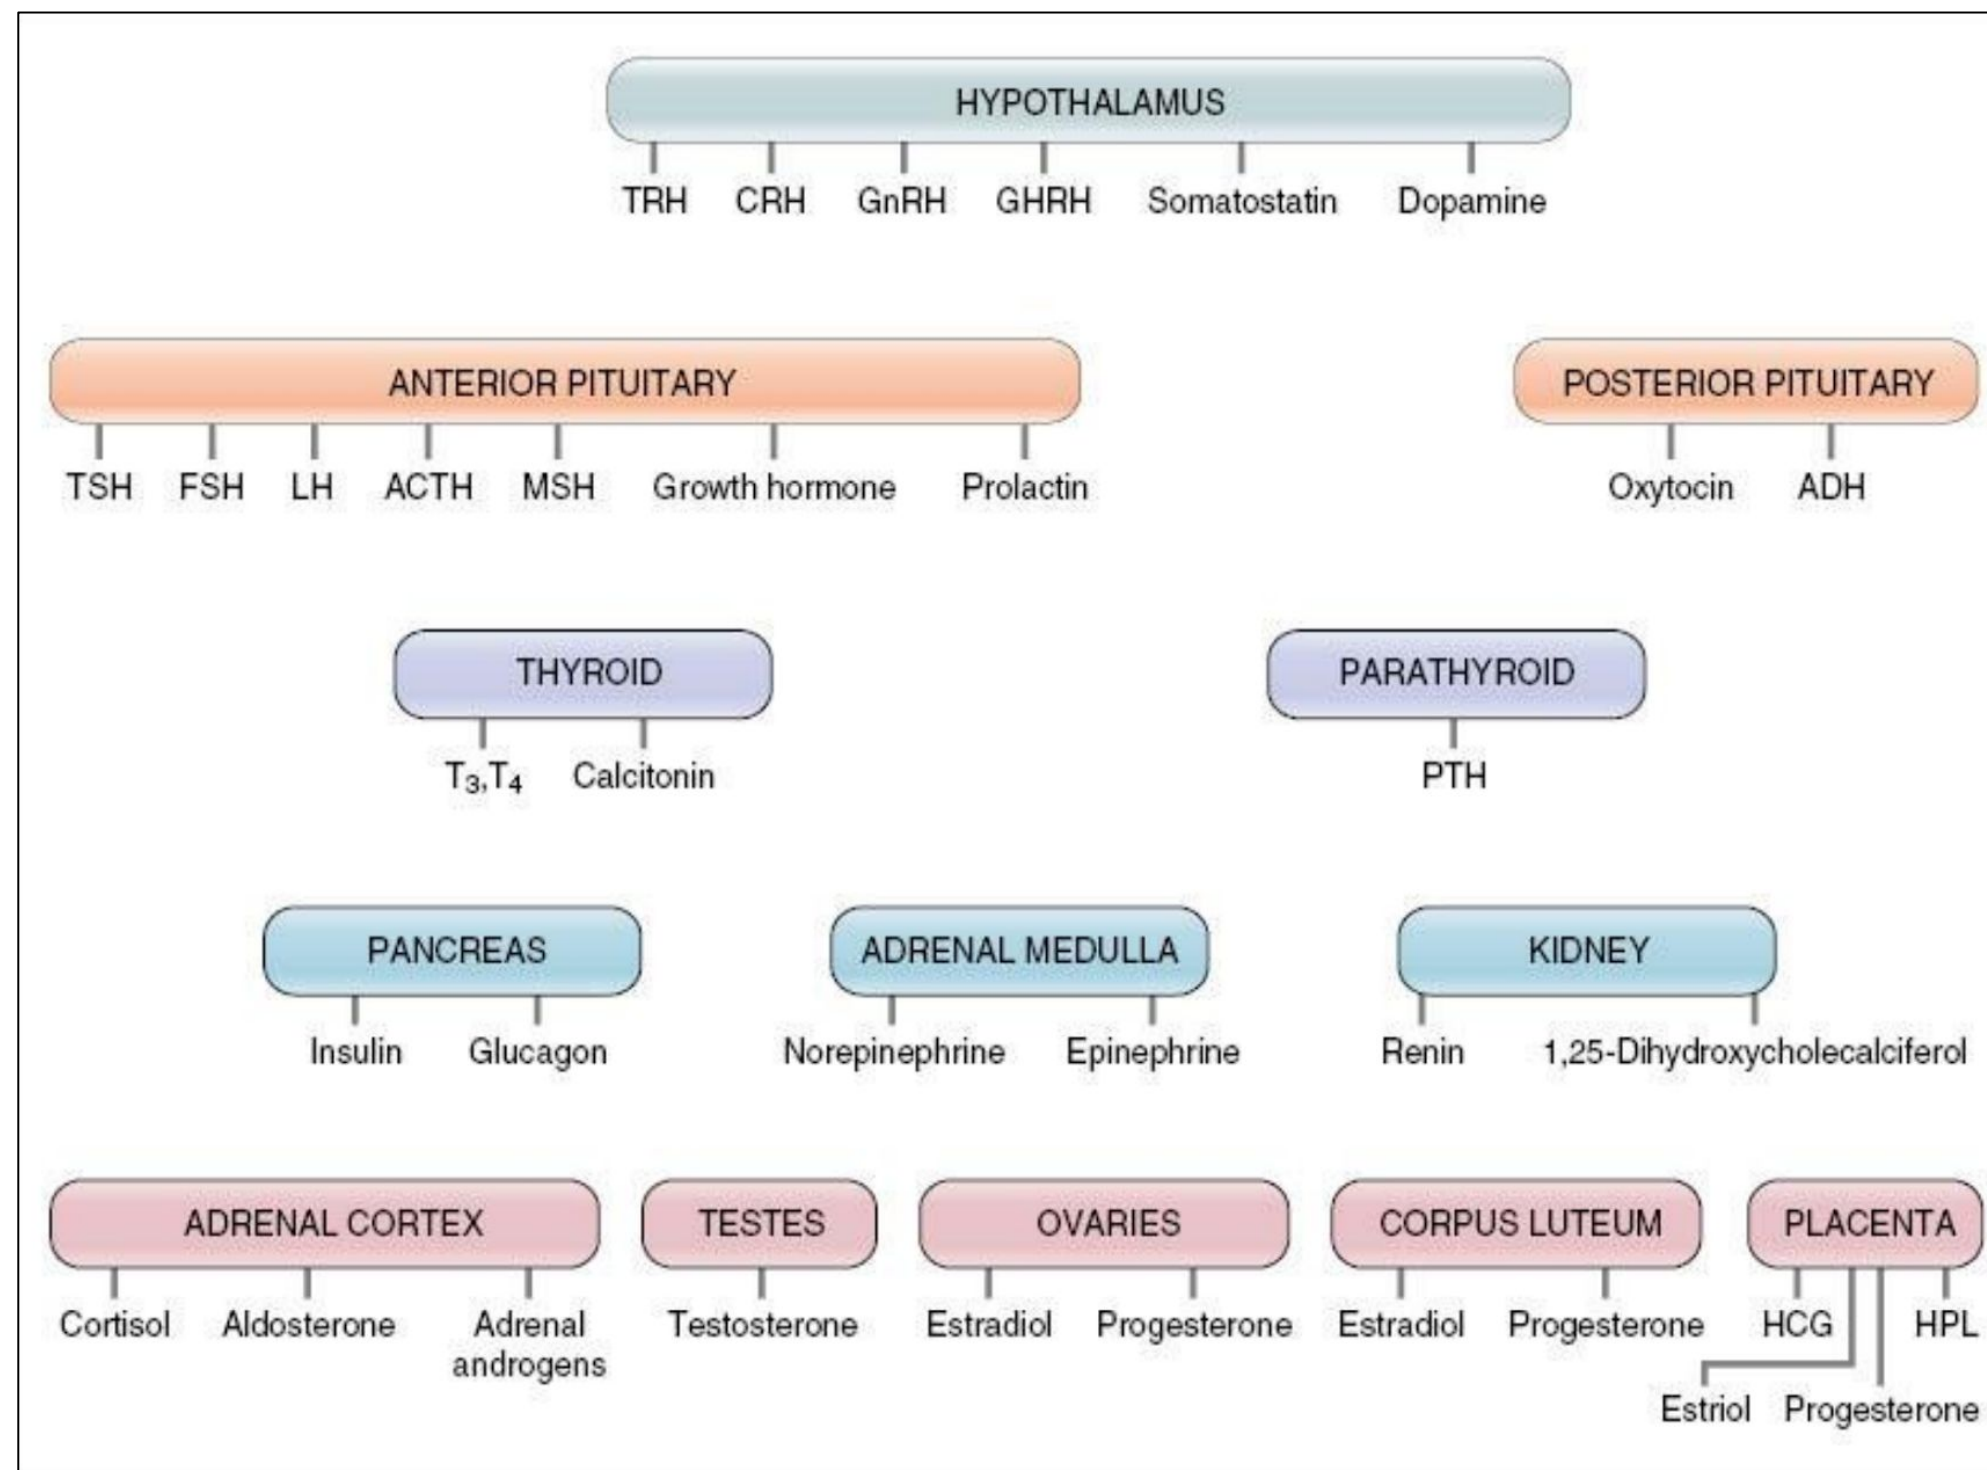 HYPOTHALAMUS
TRH CRH GnRH GHRH Somatostatin Dopamine
ANTERIOR PITUITARY POSTERIOR PITUITARY
TSH FSH LH ACTH MSH Growth hormone Prolactin Oxytocin ADH
THYROID PARATHYROID
T₃,T₄ Calcitonin PTH
PANCREAS ADRENAL MEDULLA KIDNEY
Insulin Glucagon Norepinephrine Epinephrine Renin 1,25-Dihydroxycholecalciferol
ADRENAL CORTEX TESTES OVARIES CORPUS LUTEUM PLACENTA
Cortisol Aldosterone Adrenal Testosterone Estradiol Progesterone Estradiol Progesterone HCG HPL
androgens
Estriol Progesterone